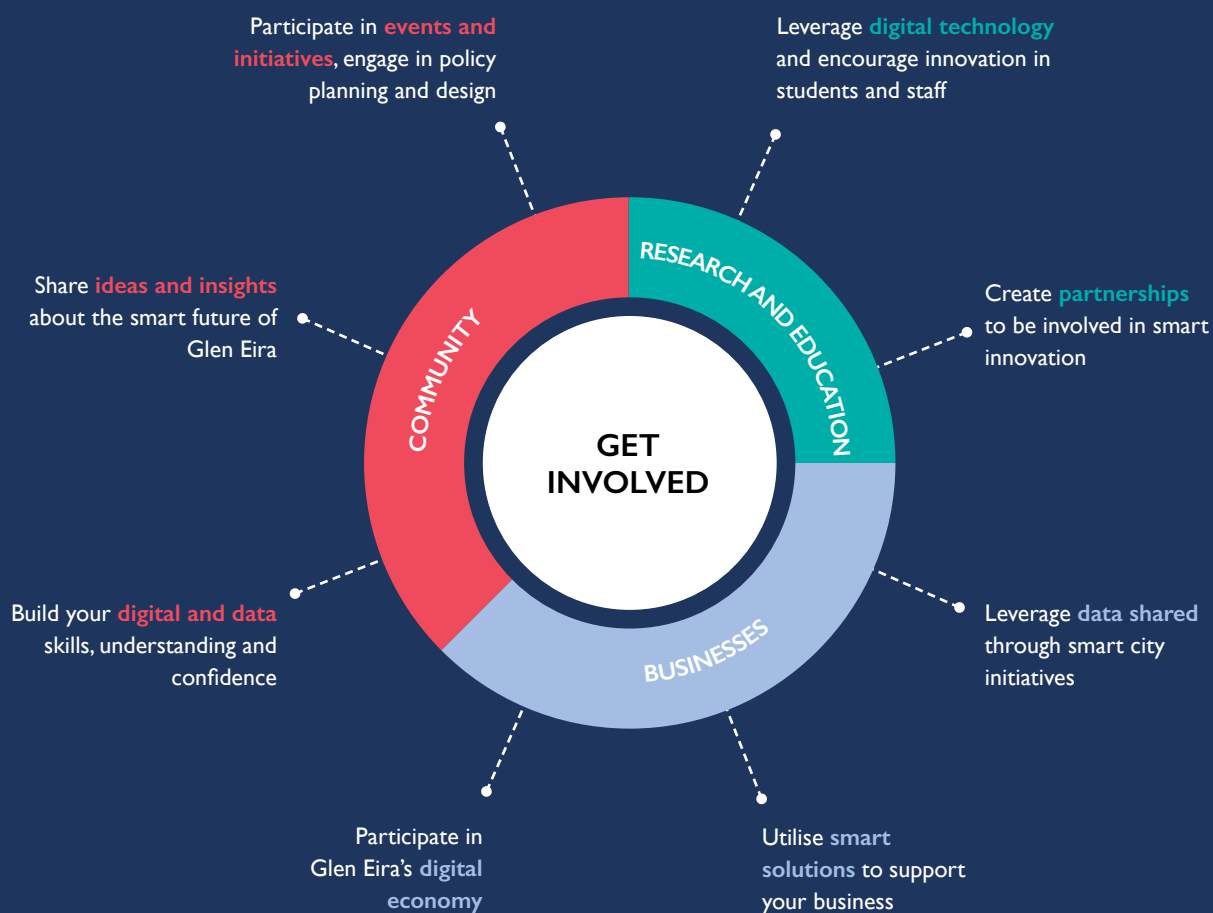 Participate in events and
initiatives, engage in policy
planning and design
Leverage digital technology
and encourage innovation in
students and staff
Share ideas and insights
about the smart future of
Glen Eira
Create partnerships
to be involved in smart
innovation
COMMUNITY
RESEARCH AND EDUCATION
GET
INVOLVED
BUSINESSES
Build your digital and data
skills, understanding and
confidence
Leverage data shared
through smart city
initiatives
Participate in
Glen Eira’s digital
economy
Utilise smart
solutions to support
your business